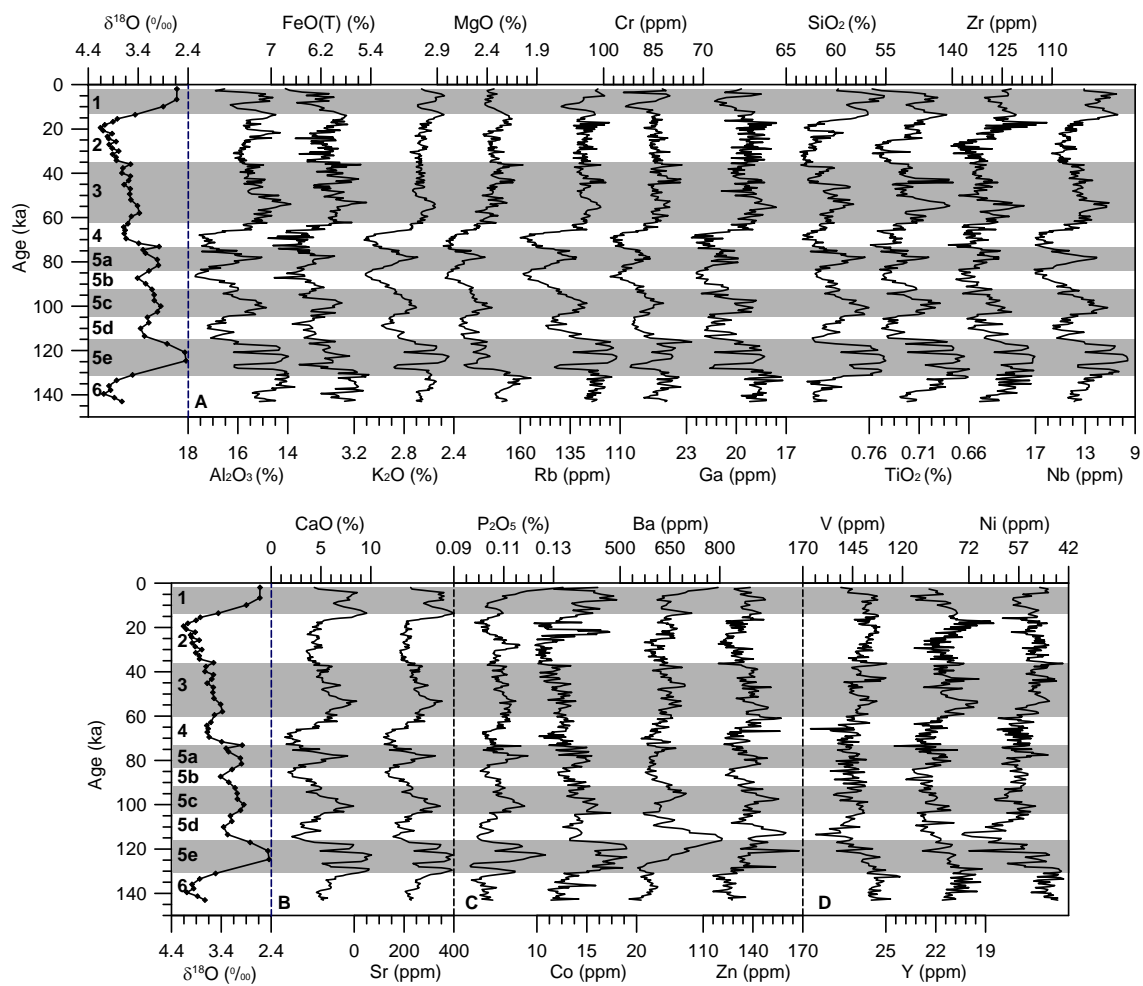 δ18O (0/00) FeO(T) (%) MgO (%) Cr (ppm) SiO2 (%) Zr (ppm)
4.4 3.4 2.4 7 6.2 5.4 2.9 2.4 1.9 100 85 70 65 60 55 140 125 110
Age (ka)
0
20
40
60
80
100
120
140
1
2
3
4
5a
5b
5c
5d
5e
6
A
18 16 14 3.2 2.8 2.4 160 135 110 23 20 17 0.76 0.71 0.66 17 13 9
Al2O3 (%) K2O (%) Rb (ppm) Ga (ppm) TiO2 (%) Nb (ppm)
CaO (%) P2O5 (%) Ba (ppm) V (ppm) Ni (ppm)
0 5 10 0.09 0.11 0.13 500 650 800 170 145 120 72 57 42
Age (ka)
0
20
40
60
80
100
120
140
1
2
3
4
5a
5b
5c
5d
5e
6
B C D
4.4 3.4 2.4 0 200 400 10 15 20 110 140 170 25 22 19
δ18O (0/00) Sr (ppm) Co (ppm) Zn (ppm) Y (ppm)